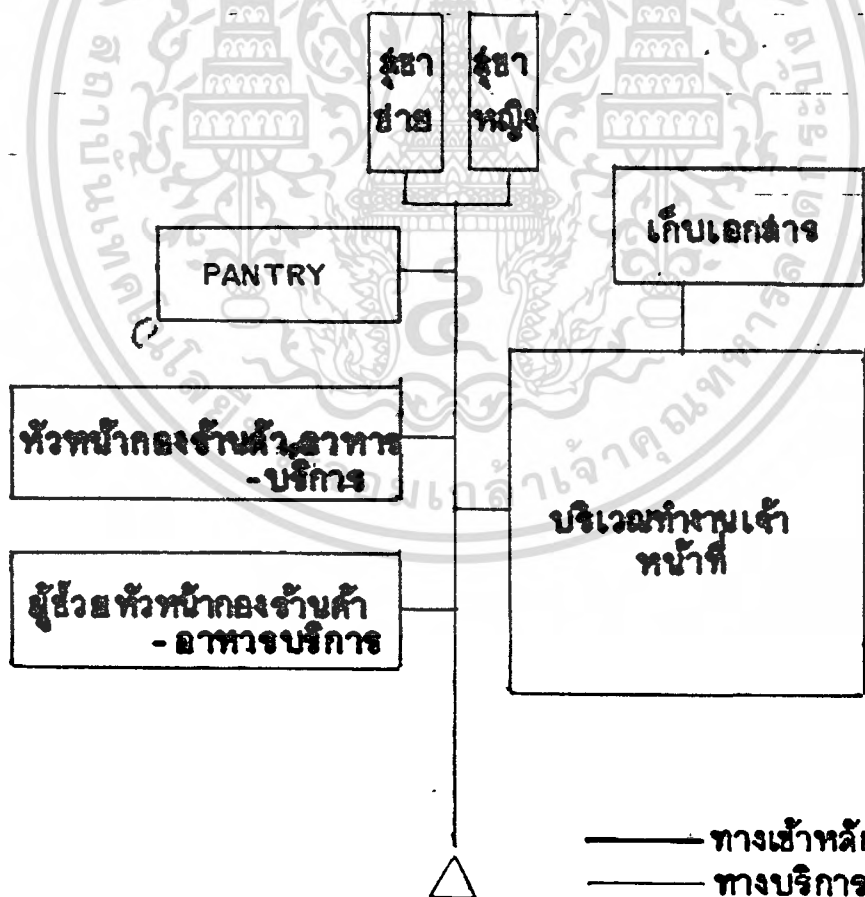 สุขา
ชาย
สุขา
หญิง
เก็บเอกสาร
PANTRY
หัวหน้ากองร้านค้า,อาหาร
-บริการ
บริเวณทำงานเจ้า
หน้าที่
ผู้ช่วยหัวหน้ากองร้านค้า
-อาหารบริการ
ทางเข้าหลัก
ทางบริการ